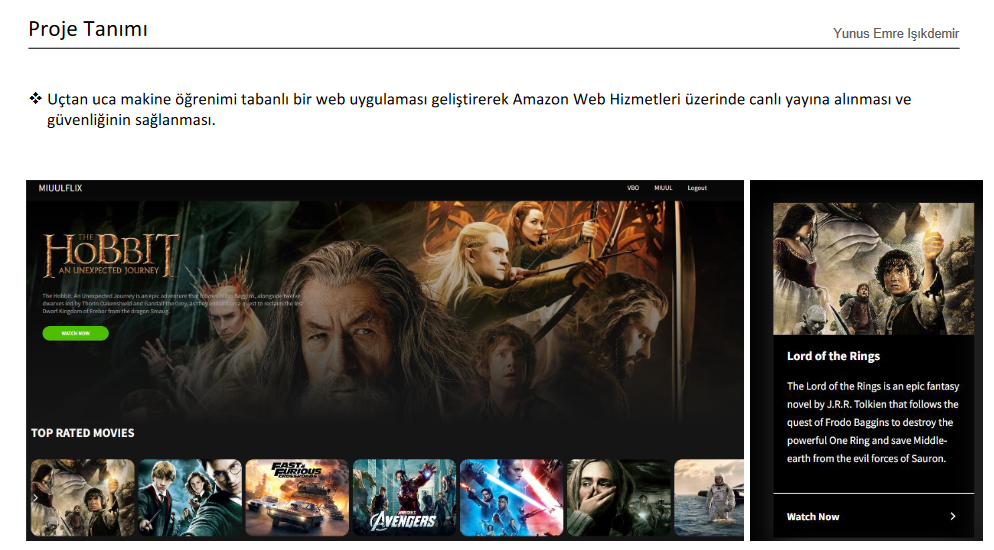 Proje Tanımı
Yunus Emre Işıkdemir
❖ Uçtan uca makine öğrenimi tabanlı bir web uygulaması geliştirerek Amazon Web Hizmetleri üzerinde canlı yayına alınması ve
güvenliğinin sağlanması.
MIUULFLIX
VBO
MIUUL
Logout
THE
HOBBIT
AN UNEXPECTED JOURNEY
The Hobbit: An Unexpected Journey is an epic adventure that follows Bilbo Baggins, alongside twelve
dwarves led by Thorin Oakenshield and Gandalf the Grey, as they embark on a quest to reclaim the lost
Dwarf Kingdom of Erebor from the dragon Smaug.
WATCH NOW
TOP RATED MOVIES
FAST &
FURIOUS
AVENGERS
Lord of the Rings
The Lord of the Rings is an epic fantasy
novel by J.R.R. Tolkien that follows the
quest of Frodo Baggins to destroy the
powerful One Ring and save Middle-
earth from the evil forces of Sauron.
Watch Now